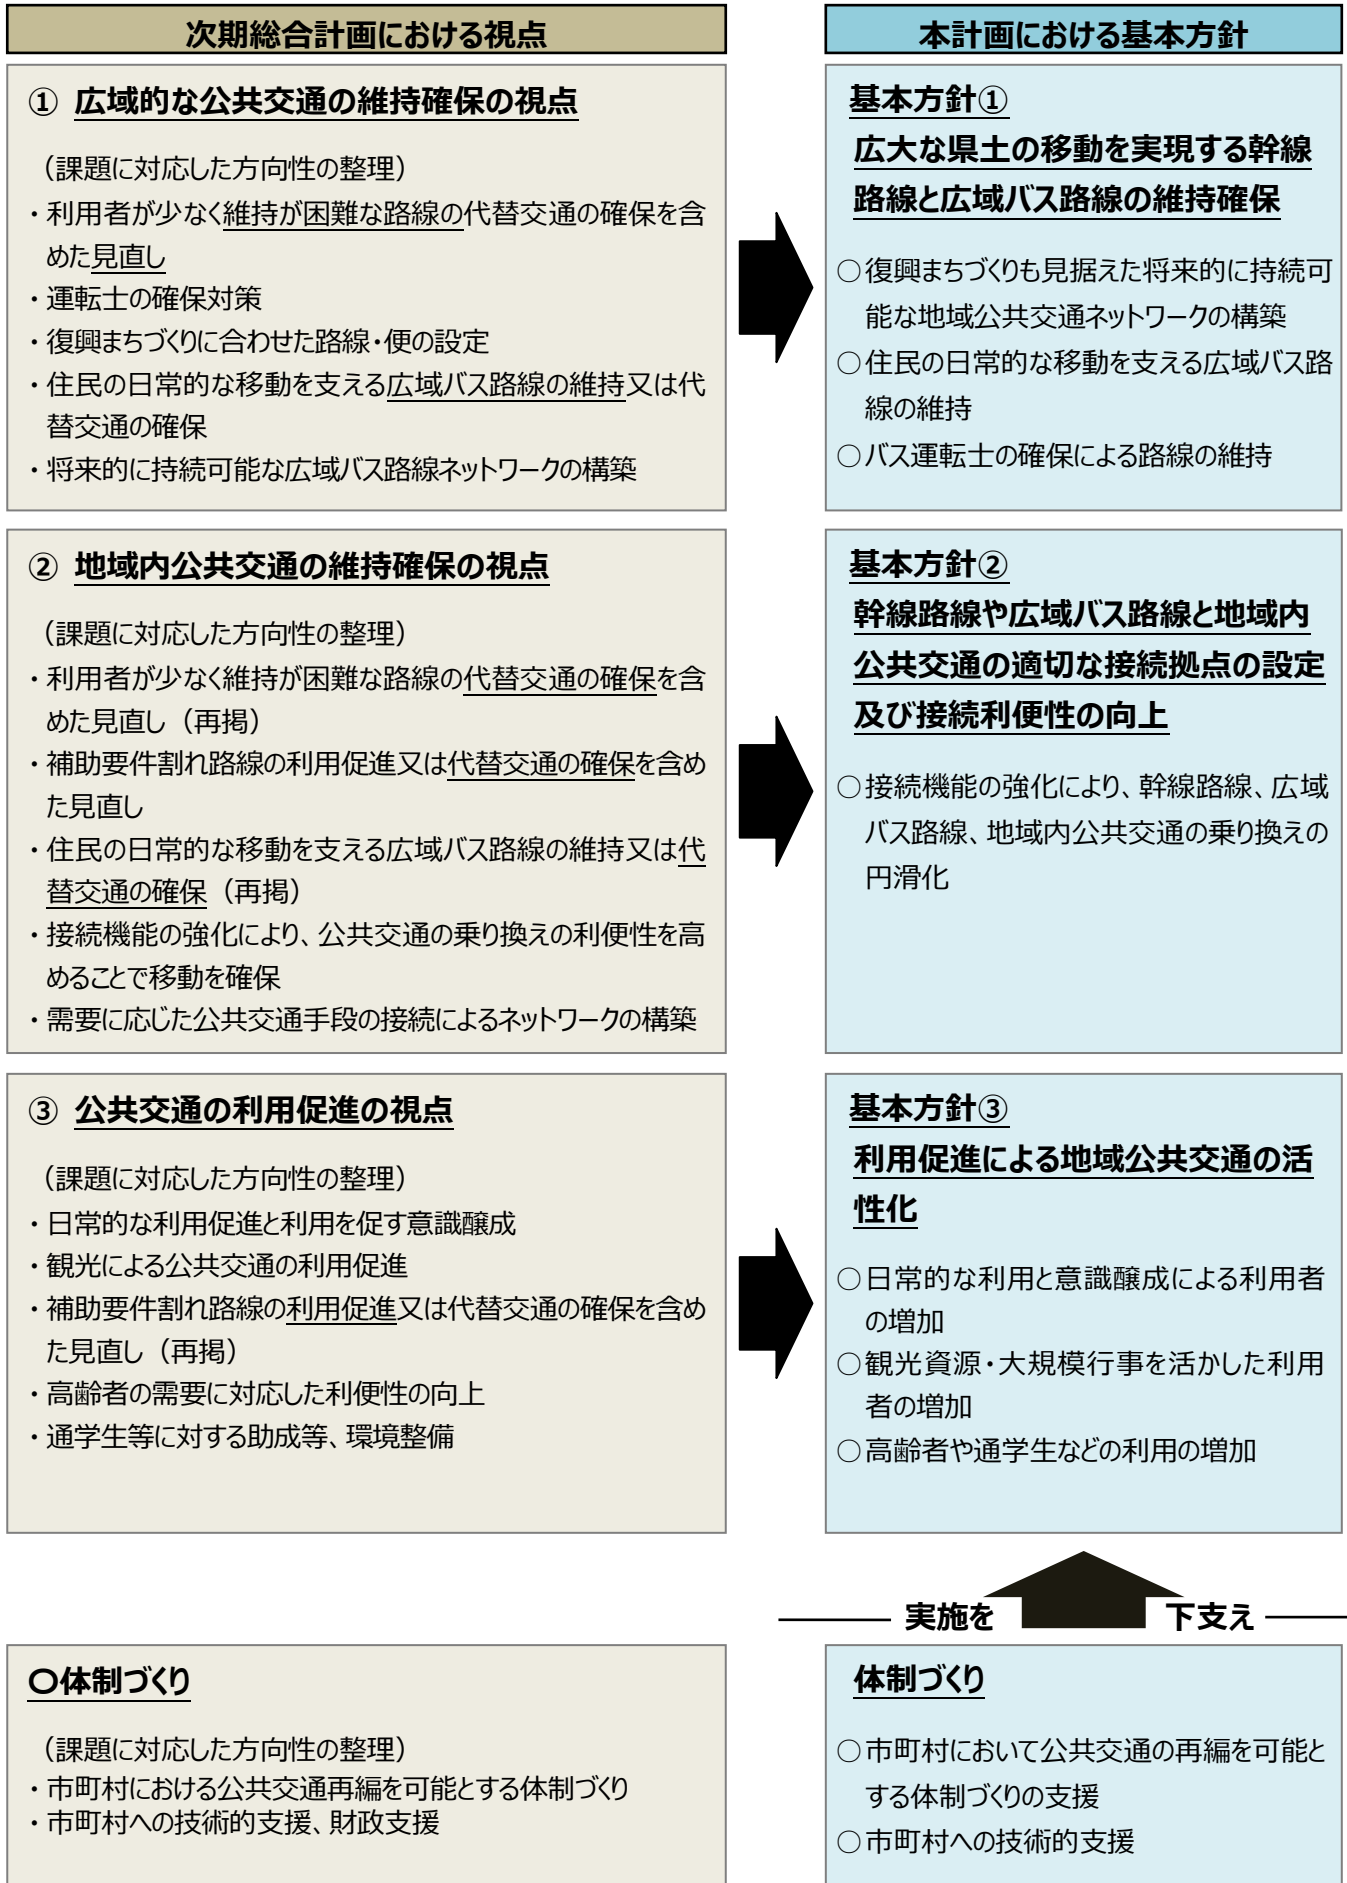 次期総合計画における視点
① 広域的な公共交通の維持確保の視点
（課題に対応した方向性の整理）
・利用者が少なく維持が困難な路線の代替交通の確保を含
めた見直し
・運転士の確保対策
・復興まちづくりに合わせた路線・便の設定
・住民の日常的な移動を支える広域バス路線の維持又は代
替交通の確保
・将来的に持続可能な広域バス路線ネットワークの構築
本計画における基本方針
基本方針①
広大な県土の移動を実現する幹線
路線と広域バス路線の維持確保
○復興まちづくりも見据えた将来的に持続可
能な地域公共交通ネットワークの構築
○住民の日常的な移動を支える広域バス路
線の維持
○バス運転士の確保による路線の維持
② 地域内公共交通の維持確保の視点
（課題に対応した方向性の整理）
・利用者が少なく維持が困難な路線の代替交通の確保を含
めた見直し（再掲）
・補助要件割れ路線の利用促進又は代替交通の確保を含め
た見直し
・住民の日常的な移動を支える広域バス路線の維持又は代
替交通の確保（再掲）
・接続機能の強化により、公共交通の乗り換えの利便性を高
めることで移動を確保
・需要に応じた公共交通手段の接続によるネットワークの構築
基本方針②
幹線路線や広域バス路線と地域内
公共交通の適切な接続拠点の設定
及び接続利便性の向上
○接続機能の強化により、幹線路線、広域
バス路線、地域内公共交通の乗り換えの
円滑化
③ 公共交通の利用促進の視点
（課題に対応した方向性の整理）
・日常的な利用促進と利用を促す意識醸成
・観光による公共交通の利用促進
・補助要件割れ路線の利用促進又は代替交通の確保を含め
た見直し（再掲）
・高齢者の需要に対応した利便性の向上
・通学生等に対する助成等、環境整備
基本方針③
利用促進による地域公共交通の活
性化
○日常的な利用と意識醸成による利用者
の増加
○観光資源・大規模行事を活かした利用
者の増加
○高齢者や通学生などの利用の増加
実施を 下支え
〇体制づくり
（課題に対応した方向性の整理）
・市町村における公共交通再編を可能とする体制づくり
・市町村への技術的支援、財政支援
体制づくり
○市町村において公共交通の再編を可能と
する体制づくりの支援
○市町村への技術的支援